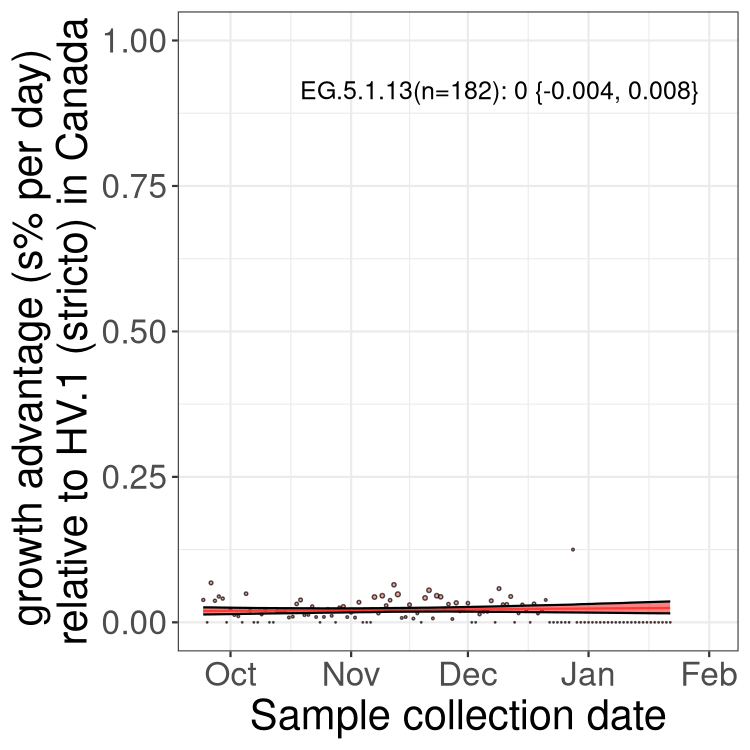 growth advantage (s% per day)
relative to HV.1 (stricto) in Canada
1.00
0.75
0.50
0.25
0.00
EG.5.1.13(n=182): 0 {-0.004, 0.008}
Oct Nov Dec Jan Feb
Sample collection date